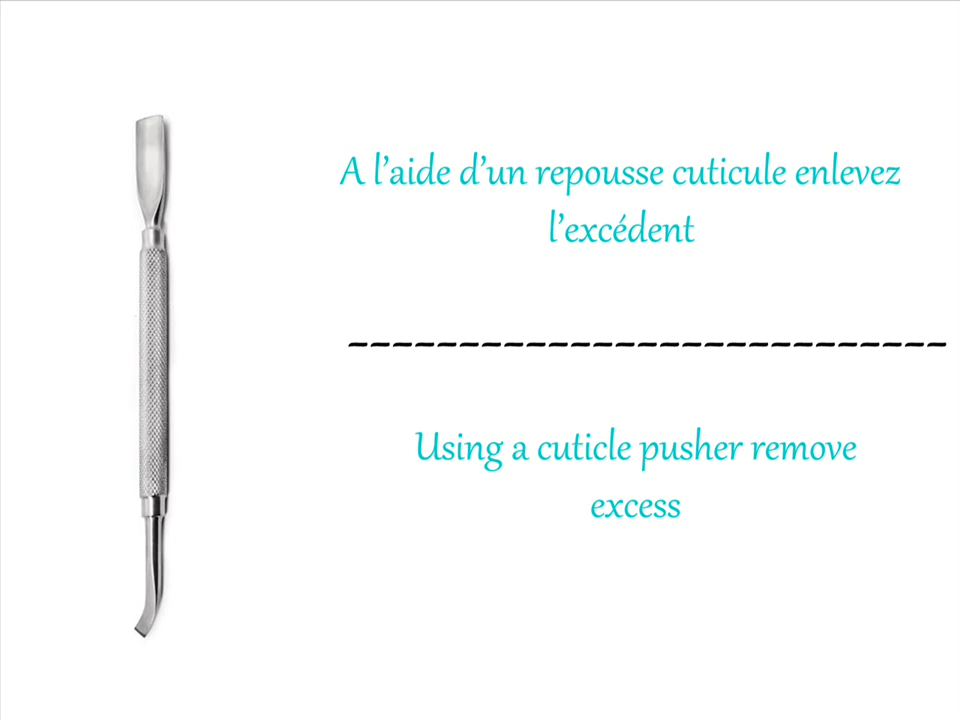 A l’aide d’un repousse cuticule enlevez
l’excédent
~~~~~~~~~~~~~~~~~~~~~~~~~~~
Using a cuticle pusher remove
excess